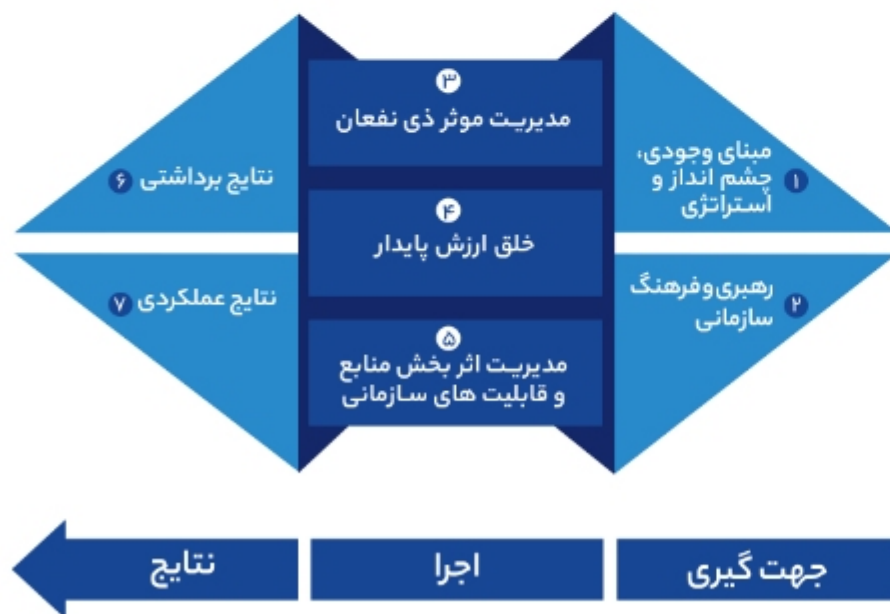 ۱
مبنای وجودی،
چشم انداز و
استراتژی
۲
رهبری‌وفرهنگ
سازمانی
۳
مدیریت موثر ذی نفعان
۴
خلق ارزش پایدار
۵
مدیریت اثر بخش منابع
و قابلیت های سازمانی
۶ نتایج برداشتی
۷ نتایج عملکردی
جهت گیری
اجرا
نتایج